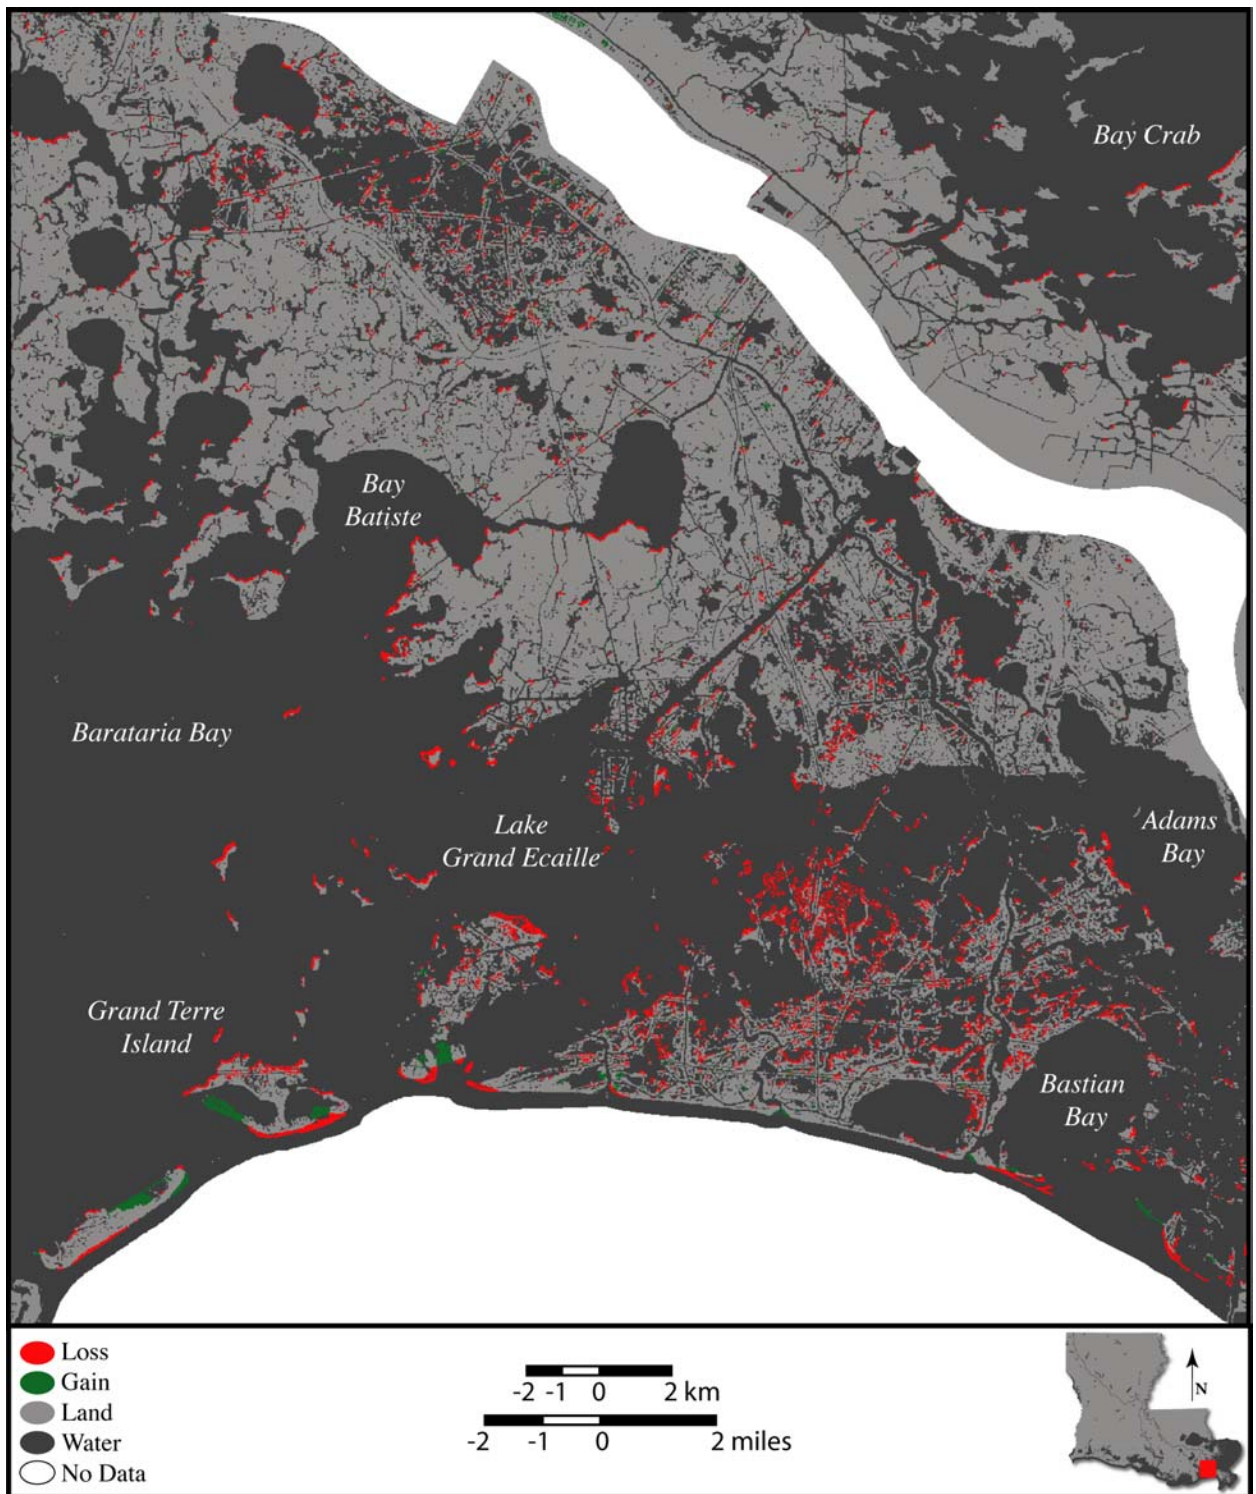 Bay Crab
Bay
Batiste
Barataria Bay
Lake
Grand Ecaille
Adams
Bay
Grand Terre
Island
Bastian
Bay
Loss
Gain
Land
Water
No Data
-2 -1 0 2 km
-2 -1 0 2 miles
N